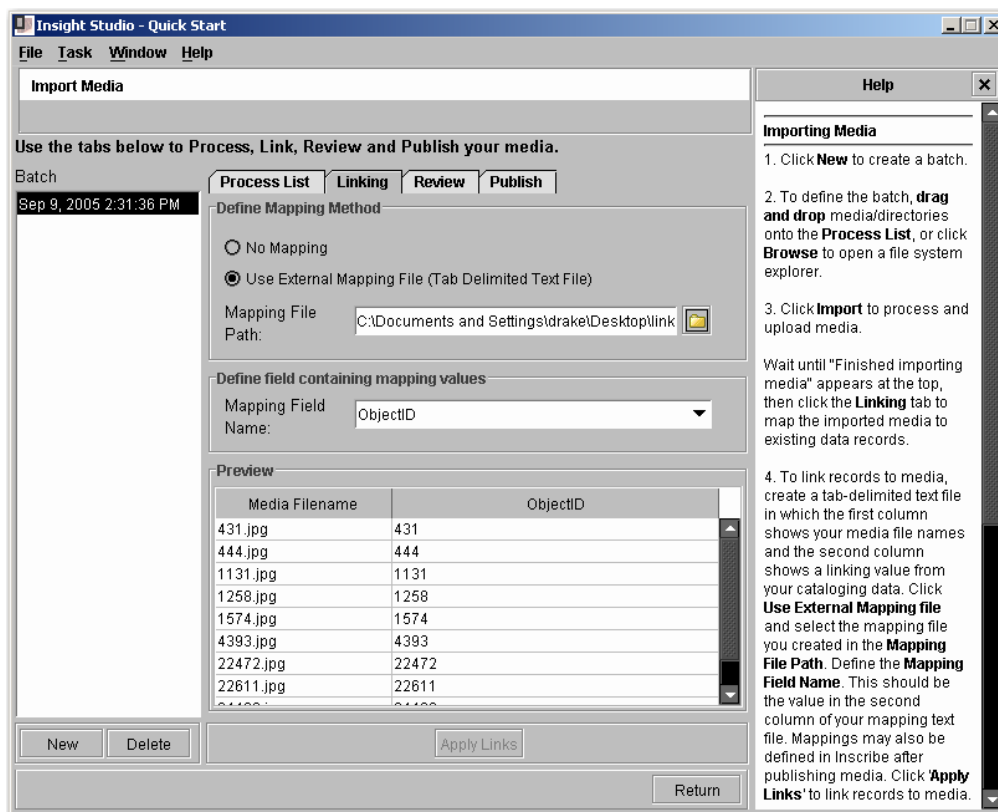 Insight Studio - Quick Start
File Task Window Help
Import Media
Use the tabs below to Process, Link, Review and Publish your media.
Batch
Sep 9, 2005 2:31:36 PM
New Delete
Process List Linking Review Publish
Define Mapping Method
No Mapping
Use External Mapping File (Tab Delimited Text File)
Mapping File
Path:
C:\Documents and Settings\drake\Desktop\link
Define field containing mapping values
Mapping Field
Name:
ObjectID
Preview
Media Filename ObjectID
431.jpg 431
444.jpg 444
1131.jpg 1131
1258.jpg 1258
1574.jpg 1574
4393.jpg 4393
22472.jpg 22472
22611.jpg 22611
Apply Links
Return
Help
Importing Media
1. Click New to create a batch.
2. To define the batch, drag
and drop media/directories
onto the Process List, or click
Browse to open a file system
explorer.
3. Click Import to process and
upload media.
Wait until "Finished importing
media" appears at the top,
then click the Linking tab to
map the imported media to
existing data records.
4. To link records to media,
create a tab-delimited text file
in which the first column
shows your media file names
and the second column
shows a linking value from
your cataloging data. Click
Use External Mapping file
and select the mapping file
you created in the Mapping
File Path. Define the Mapping
Field Name. This should be
the value in the second
column of your mapping text
file. Mappings may also be
defined in Inscribe after
publishing media. Click 'Apply
Links' to link records to media.